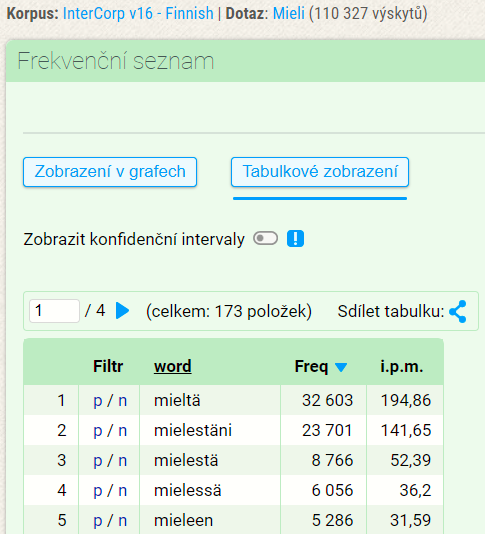 Korpus: InterCorp v16 - Finnish | Dotaz: Mieli (110 327 výskytů)
Frekvenční seznam
Zobrazení v grafech Tabulkové zobrazení
Zobrazit konfidenční intervaly !
1 / 4 (celkem: 173 položek) Sdílet tabulku:
Filtr word Freq i.p.m.
1 p / n mieltä 32 603 194,86
2 p / n mielestäni 23 701 141,65
3 p / n mielestä 8 766 52,39
4 p / n mielessä 6 056 36,2
5 p / n mieleen 5 286 31,59